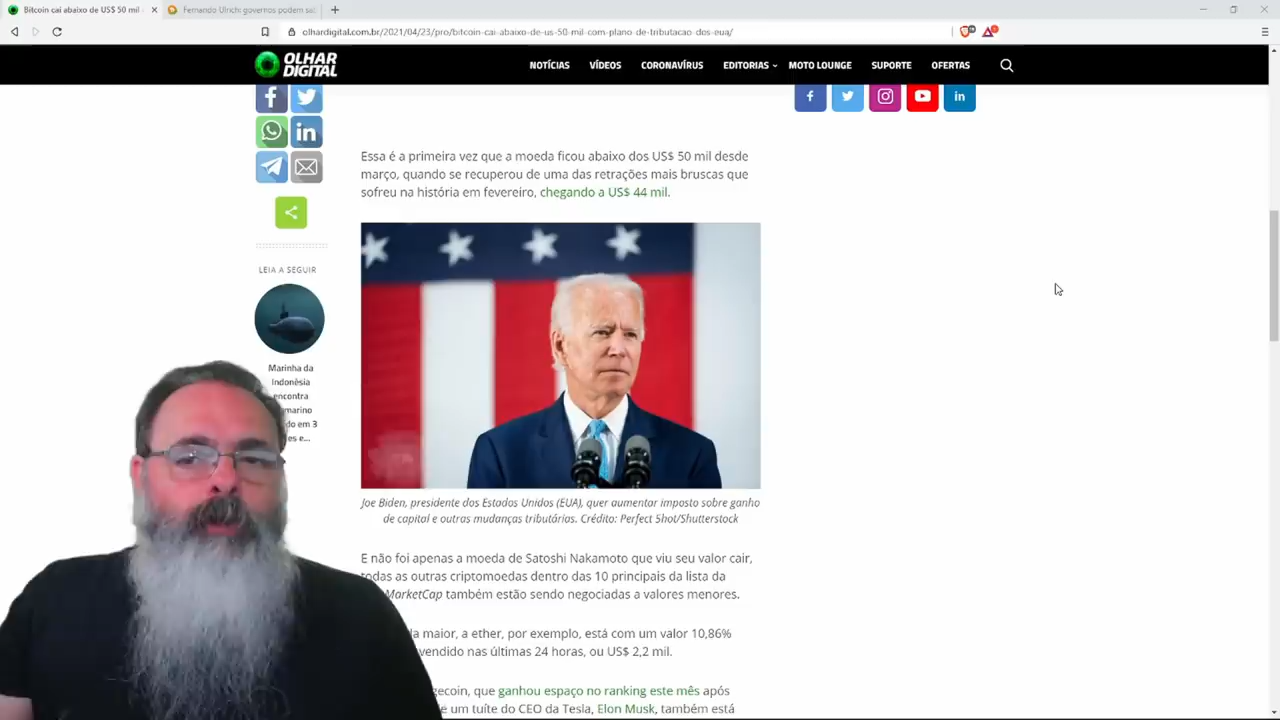 Bitcoin cai abaixo de US$ 50 mil
Fernando Ulrich: governos podem sai
olhardigital.com.br/2021/04/23/pro/bitcoin-cai-abaixo-de-us-50-mil-com-plano-de-tributacao-dos-eua/
OLHAR
DIGITAL
NOTÍCIAS VÍDEOS CORONAVÍRUS EDITORIAS MOTO LOUNGE SUPORTE OFERTAS
Essa é a primeira vez que a moeda ficou abaixo dos US$ 50 mil desde
março, quando se recuperou de uma das retrações mais bruscas que
sofreu na história em fevereiro, chegando a US$ 44 mil.
LEIA A SEGUIR
Marinha da
Indonèsia
encontra
marino
do em 3
es e...
Joe Biden, presidente dos Estados Unidos (EUA), quer aumentar imposto sobre ganho
de capital e outras mudanças tributárias. Crédito: Perfect 5hot/Shutterstock
E não foi apenas a moeda de Satoshi Nakamoto que viu seu valor cair,
todas as outras criptomoedas dentro das 10 principais da lista da
MarketCap também estão sendo negociadas a valores menores.
la maior, a ether, por exemplo, está com um valor 10,86%
vendido nas últimas 24 horas, ou US$ 2,2 mil.
gecoin, que ganhou espaço no ranking este mês após
e um tuíte do CEO da Tesla, Elon Musk, também está